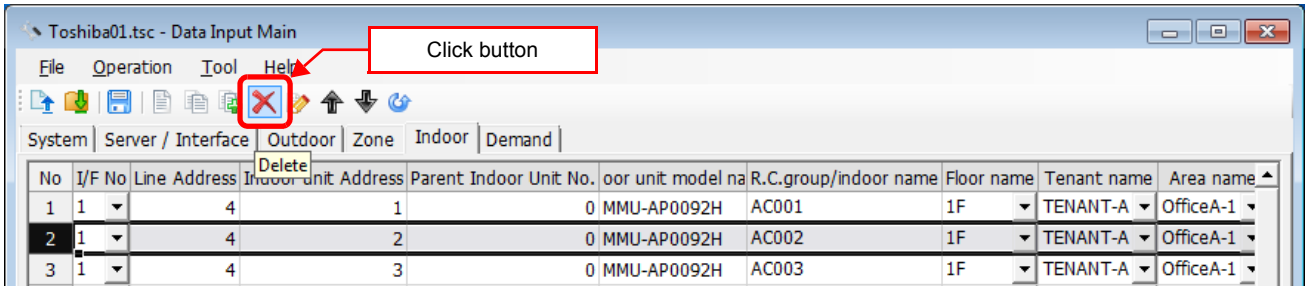 Toshiba01.tsc - Data Input Main
Click button
File Operation Tool Help
System Server / Interface Outdoor Zone Indoor Demand
Delete
No I/F No Line Address Indoor unit Address Parent Indoor Unit No. oor unit model na R.C.group/indoor name Floor name Tenant name Area name
1 1 4 1 0 MMU-AP0092H AC001 1F TENANT-A OfficeA-1
2 1 4 2 0 MMU-AP0092H AC002 1F TENANT-A OfficeA-1
3 1 4 3 0 MMU-AP0092H AC003 1F TENANT-A OfficeA-1